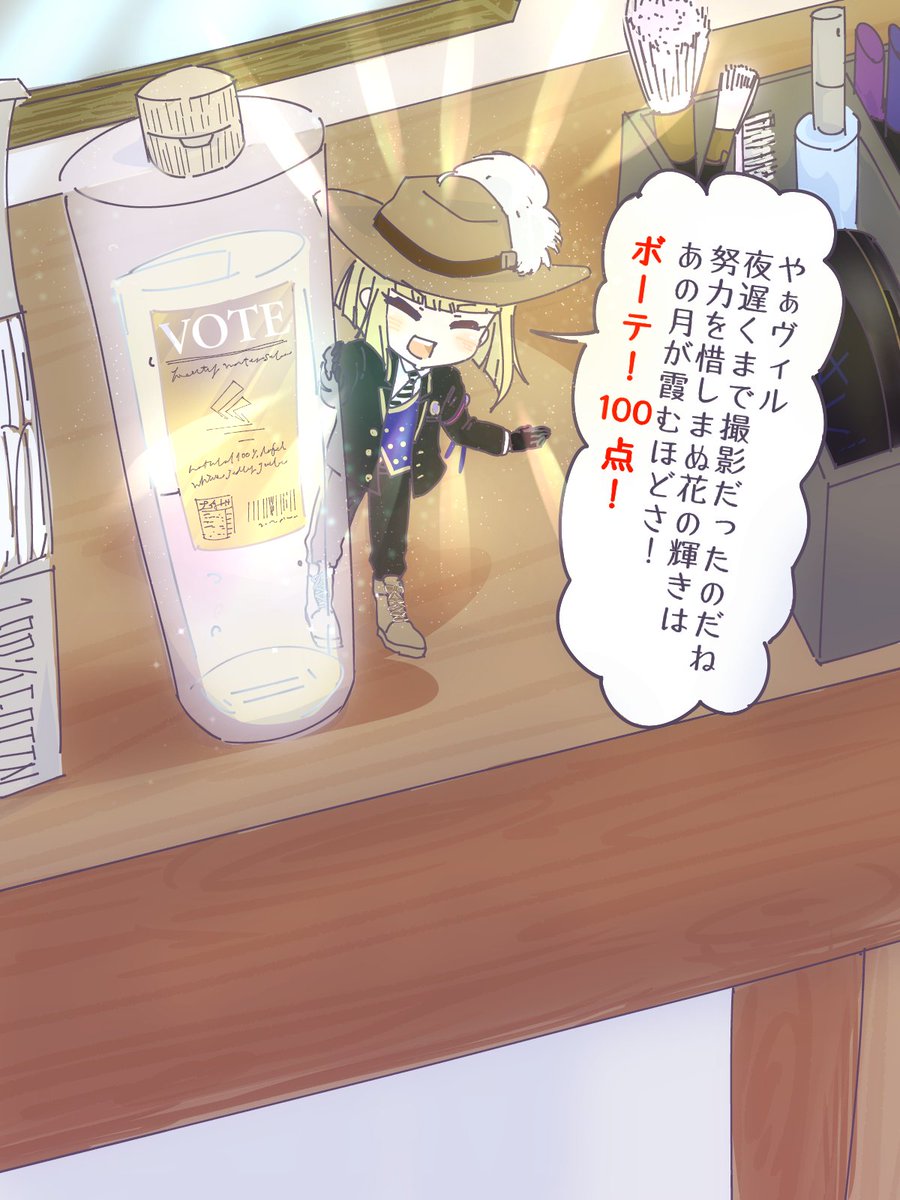 やぁヴィル
夜遅くまで撮影だったのだね
努力を惜しまぬ花の輝きは
あの月が霞むほどさ!
ボーテ!100点!
VOTE